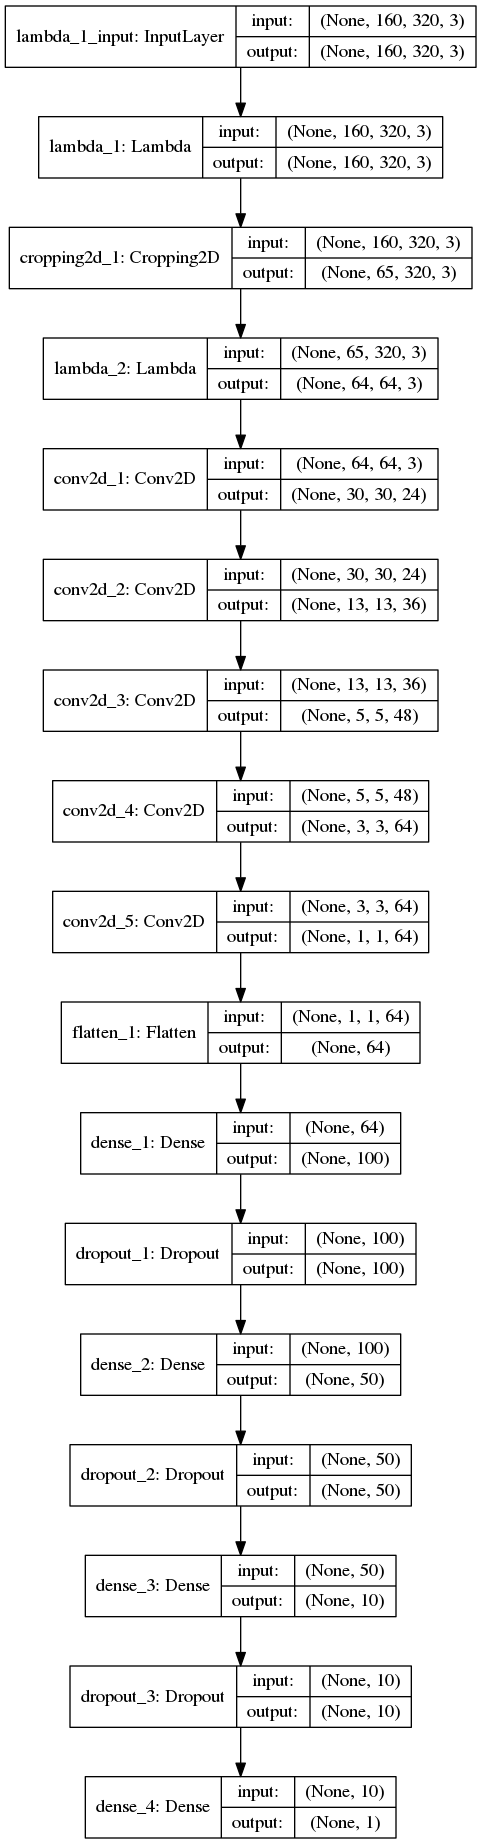 lambda_1_input: InputLayer
input: (None, 160, 320, 3)
output: (None, 160, 320, 3)
lambda_1: Lambda
input: (None, 160, 320, 3)
output: (None, 160, 320, 3)
cropping2d_1: Cropping2D
input: (None, 160, 320, 3)
output: (None, 65, 320, 3)
lambda_2: Lambda
input: (None, 65, 320, 3)
output: (None, 64, 64, 3)
conv2d_1: Conv2D
input: (None, 64, 64, 3)
output: (None, 30, 30, 24)
conv2d_2: Conv2D
input: (None, 30, 30, 24)
output: (None, 13, 13, 36)
conv2d_3: Conv2D
input: (None, 13, 13, 36)
output: (None, 5, 5, 48)
conv2d_4: Conv2D
input: (None, 5, 5, 48)
output: (None, 3, 3, 64)
conv2d_5: Conv2D
input: (None, 3, 3, 64)
output: (None, 1, 1, 64)
flatten_1: Flatten
input: (None, 1, 1, 64)
output: (None, 64)
dense_1: Dense
input: (None, 64)
output: (None, 100)
dropout_1: Dropout
input: (None, 100)
output: (None, 100)
dense_2: Dense
input: (None, 100)
output: (None, 50)
dropout_2: Dropout
input: (None, 50)
output: (None, 50)
dense_3: Dense
input: (None, 50)
output: (None, 10)
dropout_3: Dropout
input: (None, 10)
output: (None, 10)
dense_4: Dense
input: (None, 10)
output: (None, 1)